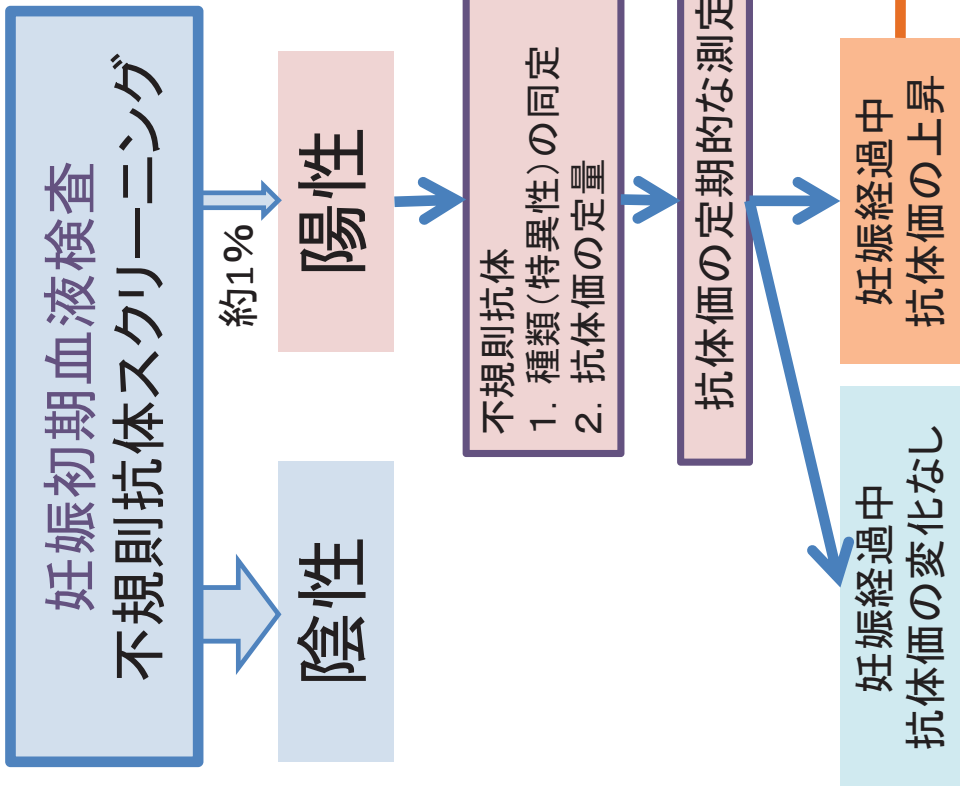 妊娠初期血液検査
不規則抗体スクリーニング
陰性
約1%
陽性
不規則抗体
1. 種類(特異性)の同定
2. 抗体価の定量
抗体価の定期的な測定
妊娠経過中
抗体価の変化なし
妊娠経過中
抗体価の上昇